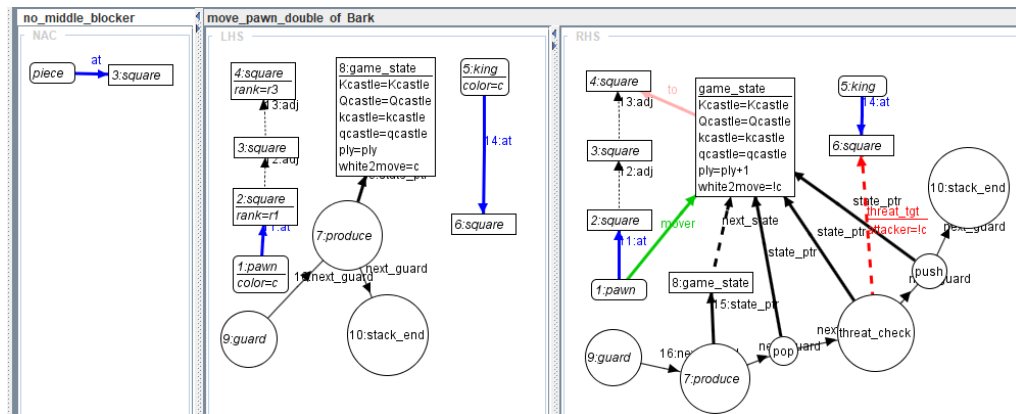 no_middle_blocker
move_pawn_double of Bark
NAC
piece
at
3:square
LHS
4:square
rank=r3
13:adj
3:square
12:adj
2:square
rank=r1
11:at
1:pawn
color=c
8:game_state
Kcastle=Kcastle
Qcastle=Qcastle
kcastle=kcastle
qcastle=qcastle
ply=ply
white2move=c
5:king
color=c
14:at
6:square
7:produce
next_guard
next_guard
9:guard
10:stack_end
RHS
4:square
13:adj
3:square
12:adj
2:square
11:at
1:pawn
to
mover
game_state
Kcastle=Kcastle
Qcastle=Qcastle
kcastle=kcastle
qcastle=qcastle
ply=ply+1
white2move=!c
5:king
14:at
6:square
10:stack_end
state_ptr
threat_tgt
attacker=!c
next_guard
next_state
state_ptr
state_ptr
push
8:game_state
15:state_ptr
threat_check
pop
9:guard
7:produce